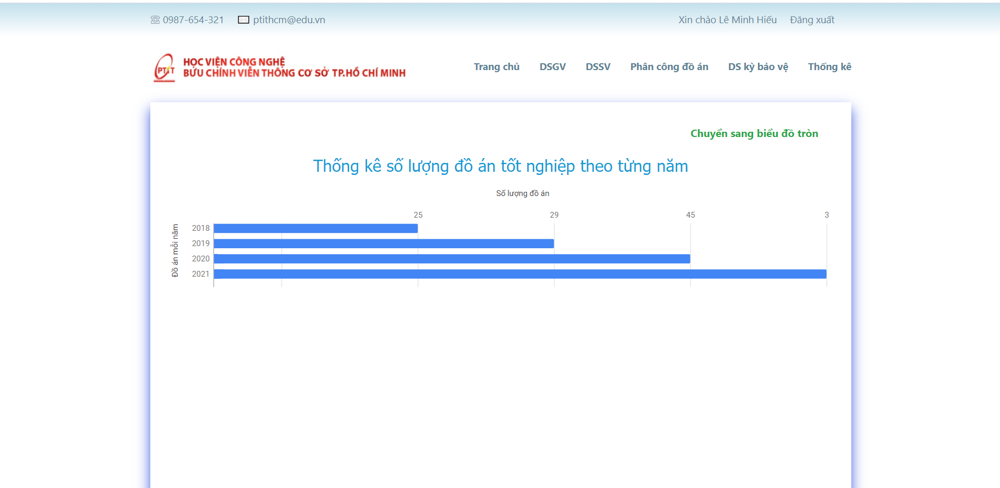 0987-654-321 ptithcm@edu.vn Xin chào Lê Minh Hiếu Đăng xuất
PTIT
HỌC VIỆN CÔNG NGHỆ
BƯU CHÍNH VIỄN THÔNG CƠ SỞ TP.HỒ CHÍ MINH
Trang chủ DSGV DSSV Phân công đồ án DS kỳ bảo vệ Thống kê
Chuyển sang biểu đồ tròn
Thống kê số lượng đồ án tốt nghiệp theo từng năm
Số lượng đồ án
25 29 45 3
Đồ án mỗi năm
2018
2019
2020
2021